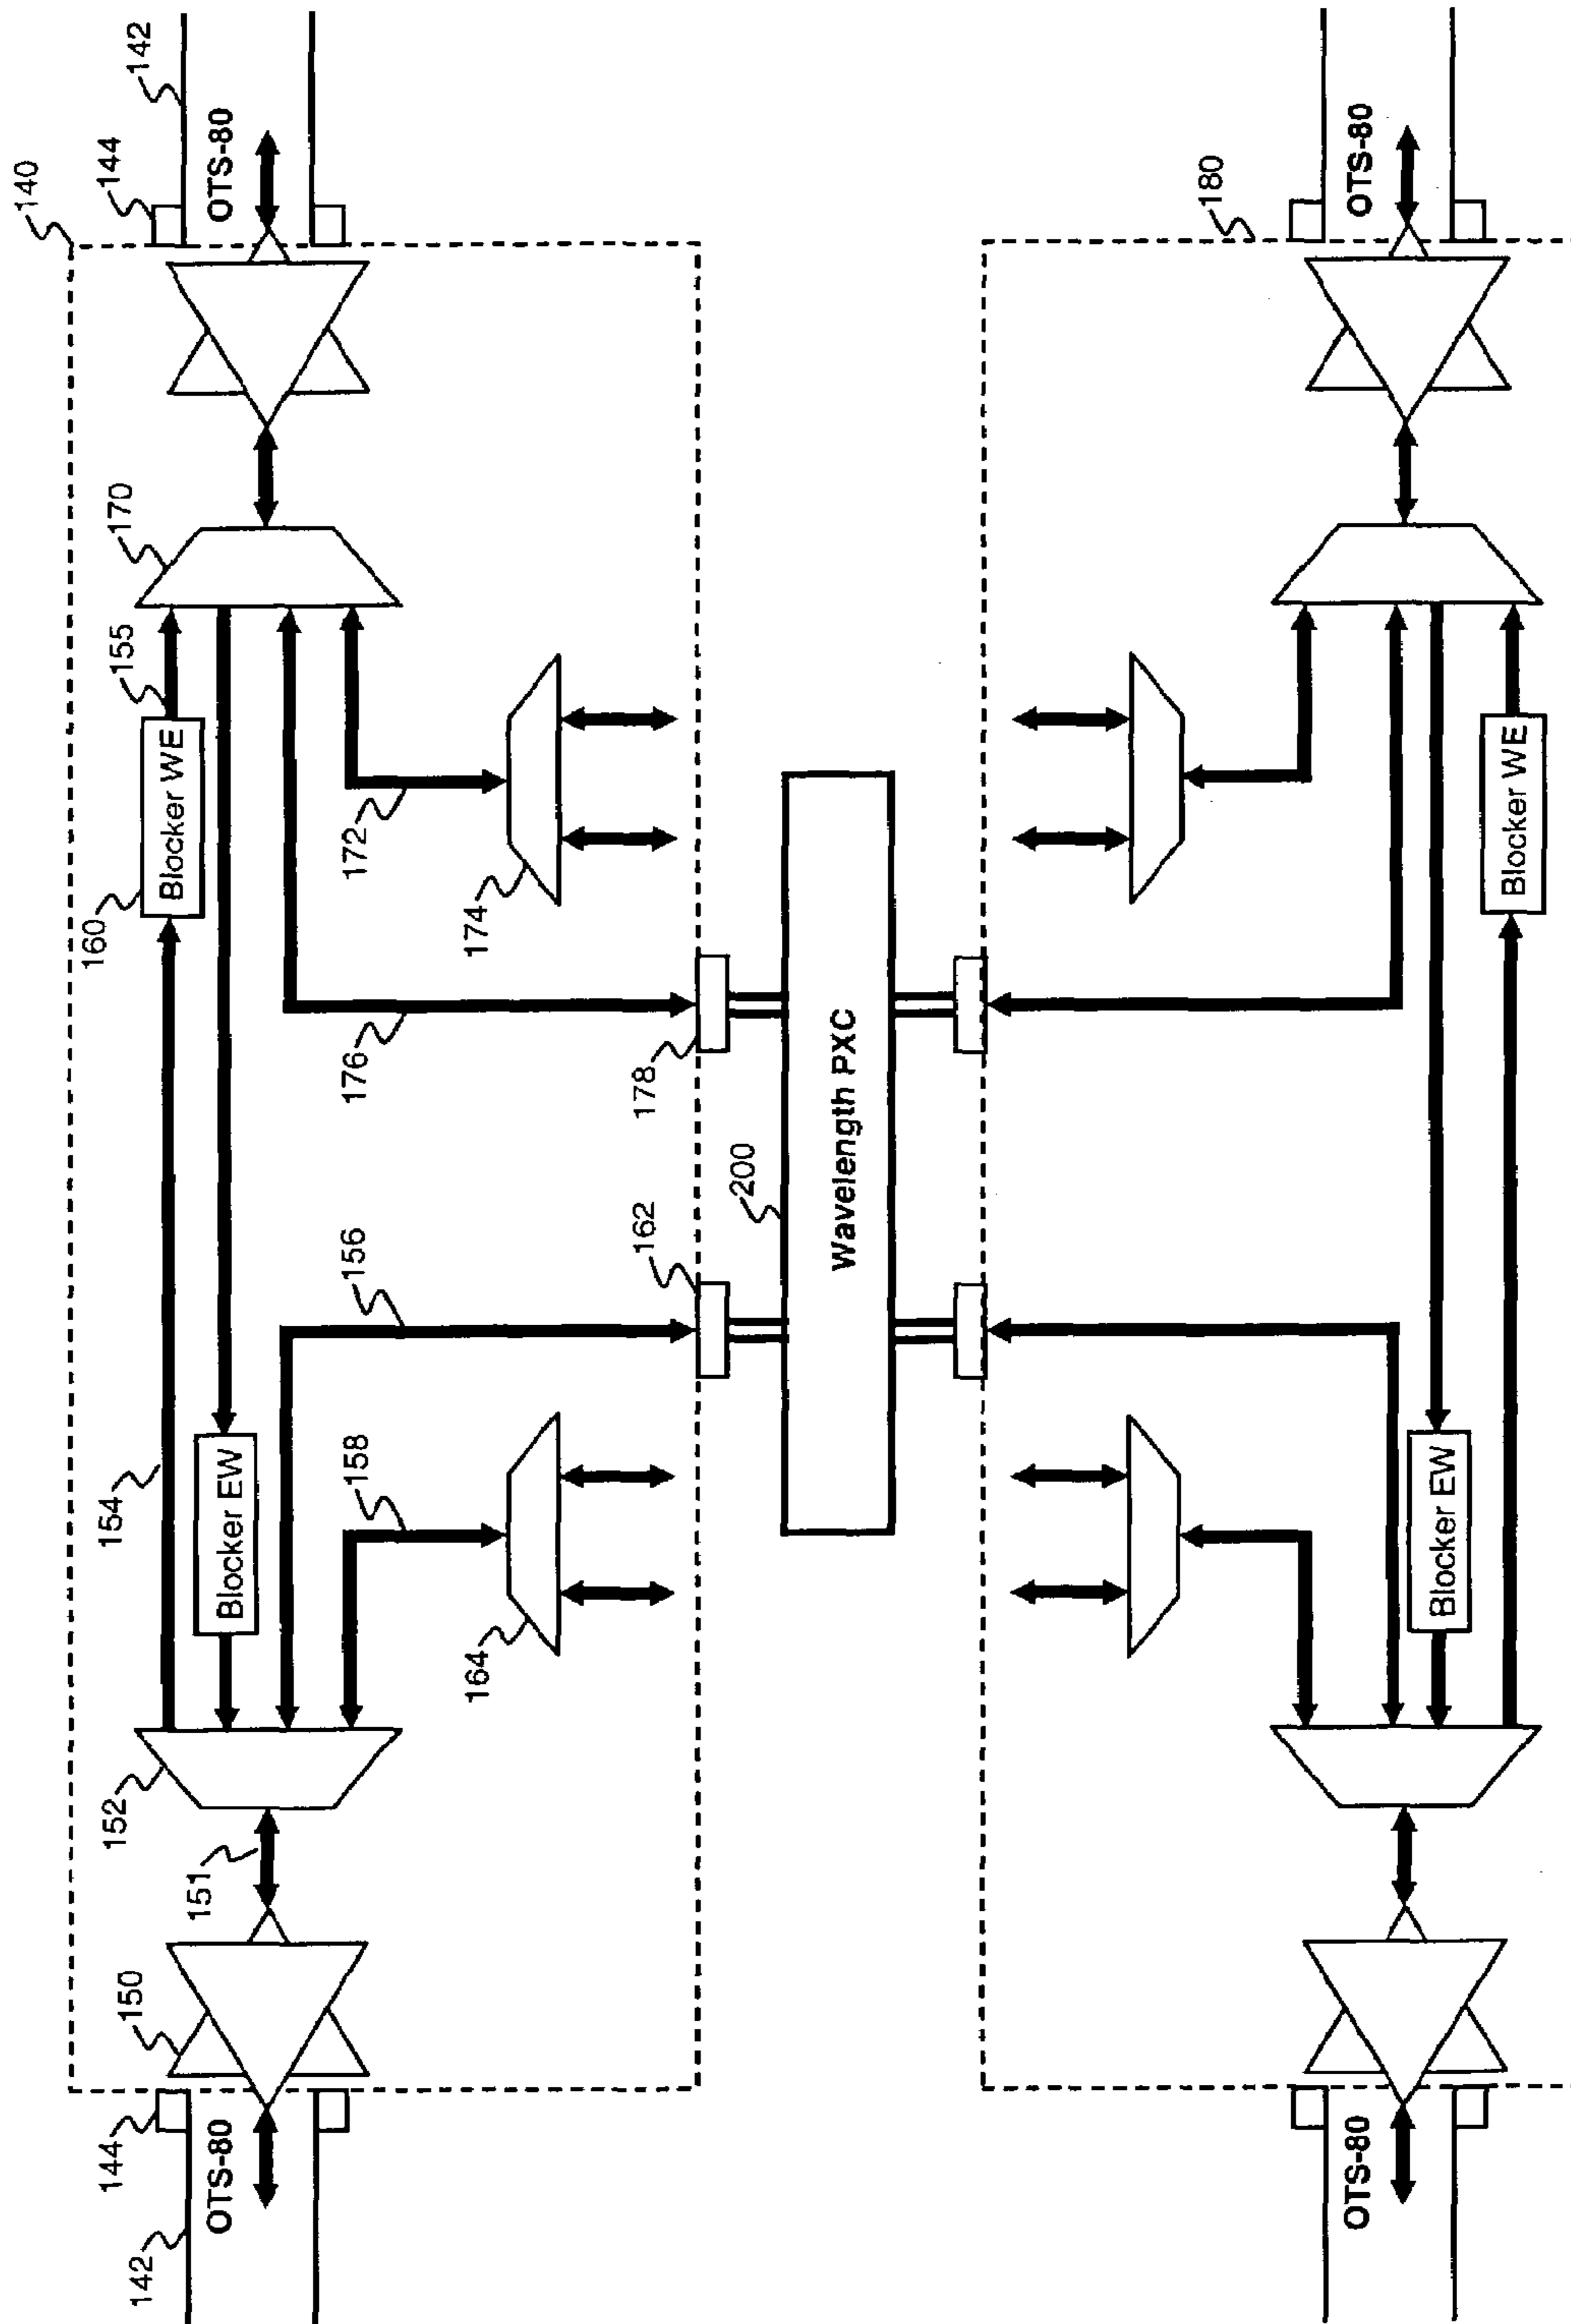 140
142
144
OTS-80
150
151
152
154
Blocker EW
156
158
164
162
160
Blocker WE
155
170
172
174
176
178
144
142
OTS-80
200
Wavelength PXC
180
OTS-80
Blocker EW
Blocker WE
OTS-80